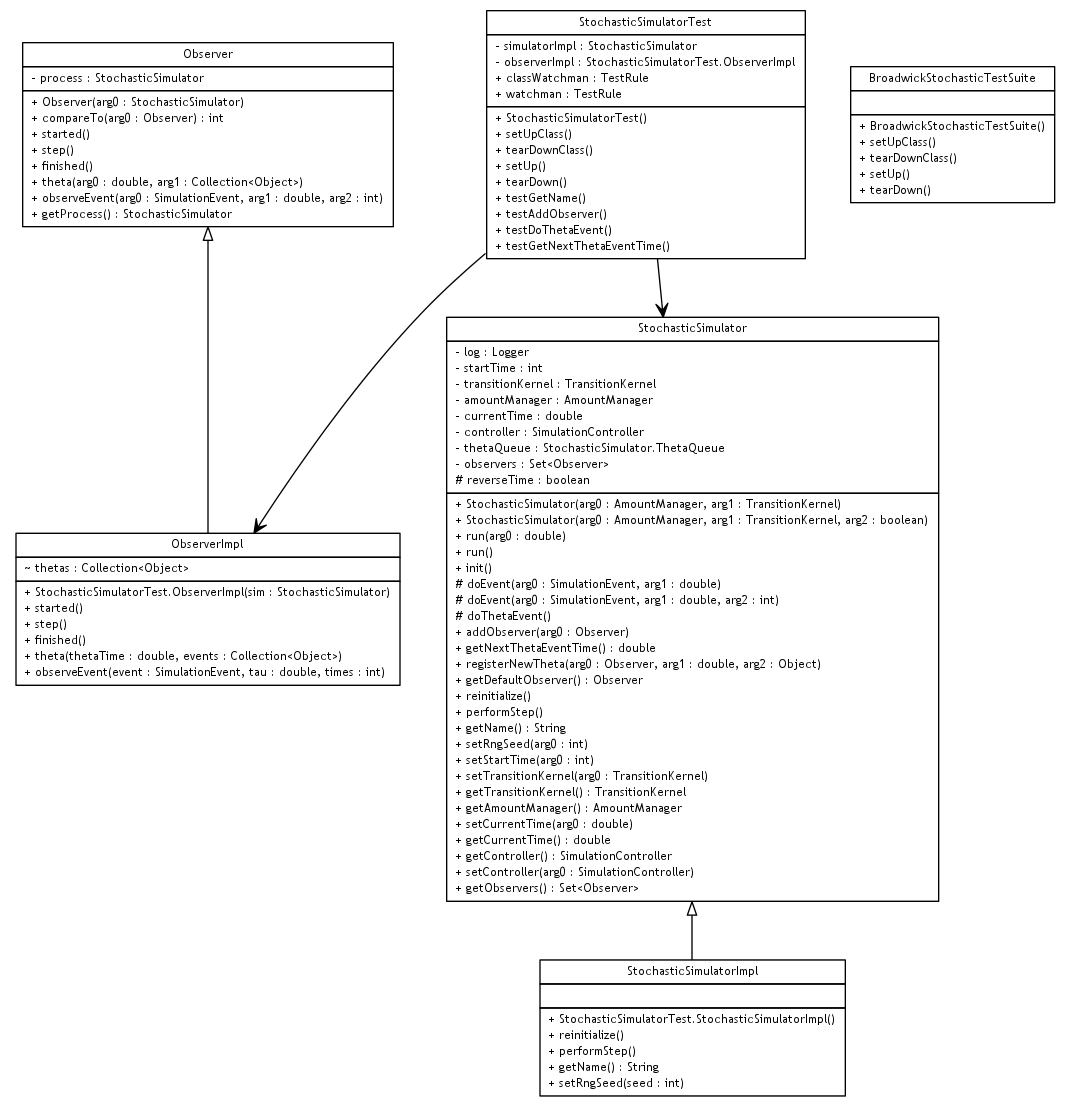 Observer
- process : StochasticSimulator
+ Observer(arg0 : StochasticSimulator)
+ compareTo(arg0 : Observer) : int
+ started()
+ step()
+ finished()
+ theta(arg0 : double, arg1 : Collection<Object>)
+ observeEvent(arg0 : SimulationEvent, arg1 : double, arg2 : int)
+ getProcess() : StochasticSimulator
StochasticSimulatorTest
- simulatorImpl : StochasticSimulator
- observerImpl : StochasticSimulatorTest.ObserverImpl
+ classWatchman : TestRule
+ watchman : TestRule
+ StochasticSimulatorTest()
+ setUpClass()
+ tearDownClass()
+ setUp()
+ tearDown()
+ testGetName()
+ testAddObserver()
+ testDoThetaEvent()
+ testGetNextThetaEventTime()
BroadwickStochasticTestSuite
+ BroadwickStochasticTestSuite()
+ setUpClass()
+ tearDownClass()
+ setUp()
+ tearDown()
StochasticSimulator
- log : Logger
- startTime : int
- transitionKernel : TransitionKernel
- amountManager : AmountManager
- currentTime : double
- controller : SimulationController
- thetaQueue : StochasticSimulator.ThetaQueue
- observers : Set<Observer>
# reverseTime : boolean
+ StochasticSimulator(arg0 : AmountManager, arg1 : TransitionKernel)
+ StochasticSimulator(arg0 : AmountManager, arg1 : TransitionKernel, arg2 : boolean)
+ run(arg0 : double)
+ run()
+ init()
# doEvent(arg0 : SimulationEvent, arg1 : double)
# doEvent(arg0 : SimulationEvent, arg1 : double, arg2 : int)
# doThetaEvent()
+ addObserver(arg0 : Observer)
+ getNextThetaEventTime() : double
+ registerNewTheta(arg0 : Observer, arg1 : double, arg2 : Object)
+ getDefaultObserver() : Observer
+ reinitialize()
+ performStep()
+ getName() : String
+ setRngSeed(arg0 : int)
+ setStartTime(arg0 : int)
+ setTransitionKernel(arg0 : TransitionKernel)
+ getTransitionKernel() : TransitionKernel
+ getAmountManager() : AmountManager
+ setCurrentTime(arg0 : double)
+ getCurrentTime() : double
+ getController() : SimulationController
+ setController(arg0 : SimulationController)
+ getObservers() : Set<Observer>
ObserverImpl
~ thetas : Collection<Object>
+ StochasticSimulatorTest.ObserverImpl(sim : StochasticSimulator)
+ started()
+ step()
+ finished()
+ theta(thetaTime : double, events : Collection<Object>)
+ observeEvent(event : SimulationEvent, tau : double, times : int)
StochasticSimulatorImpl
+ StochasticSimulatorTest.StochasticSimulatorImpl()
+ reinitialize()
+ performStep()
+ getName() : String
+ setRngSeed(seed : int)